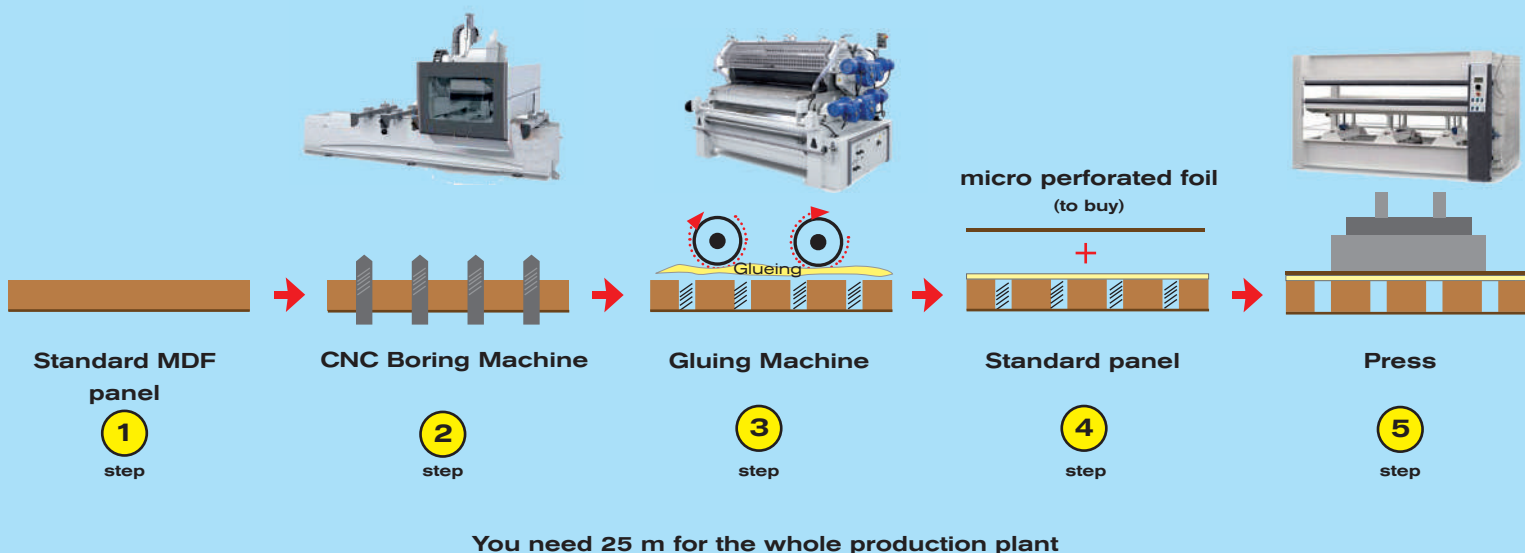 micro perforated foil
(to buy)
+
Glueing
Standard MDF
panel
CNC Boring Machine
Gluing Machine
Standard panel
Press
1
2
3
4
5
step
step
step
step
step
You need 25 m for the whole production plant